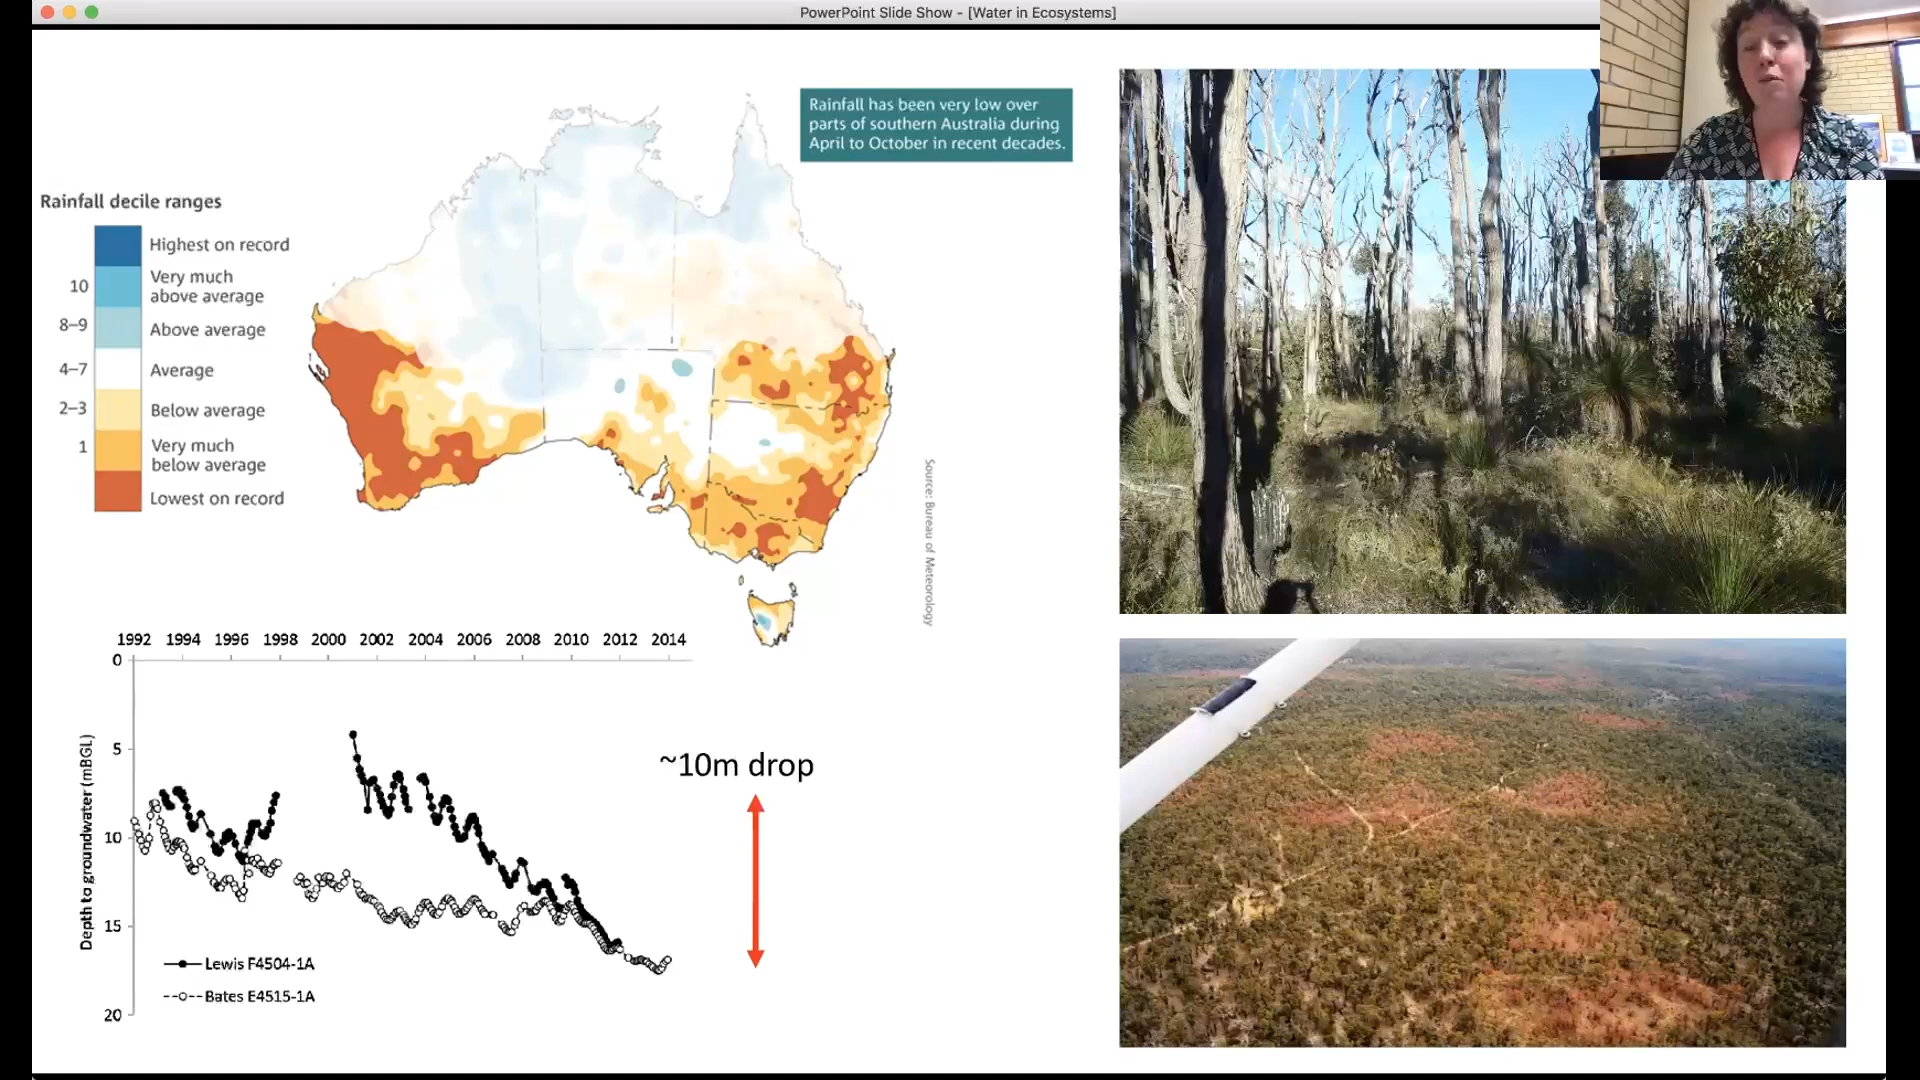 PowerPoint Slide Show - [Water in Ecosystems]
Rainfall has been very low over
parts of southern Australia during
April to October in recent decades.
Rainfall decile ranges
Highest on record
10 Very much
above average
8–9 Above average
4–7 Average
2–3 Below average
1 Very much
below average
Lowest on record
Source: Bureau of Meteorology
1992 1994 1996 1998 2000 2002 2004 2006 2008 2010 2012 2014
0
5
10
15
20
Depth to groundwater (mBGL)
Lewis F4504-1A
Bates E4515-1A
~10m drop